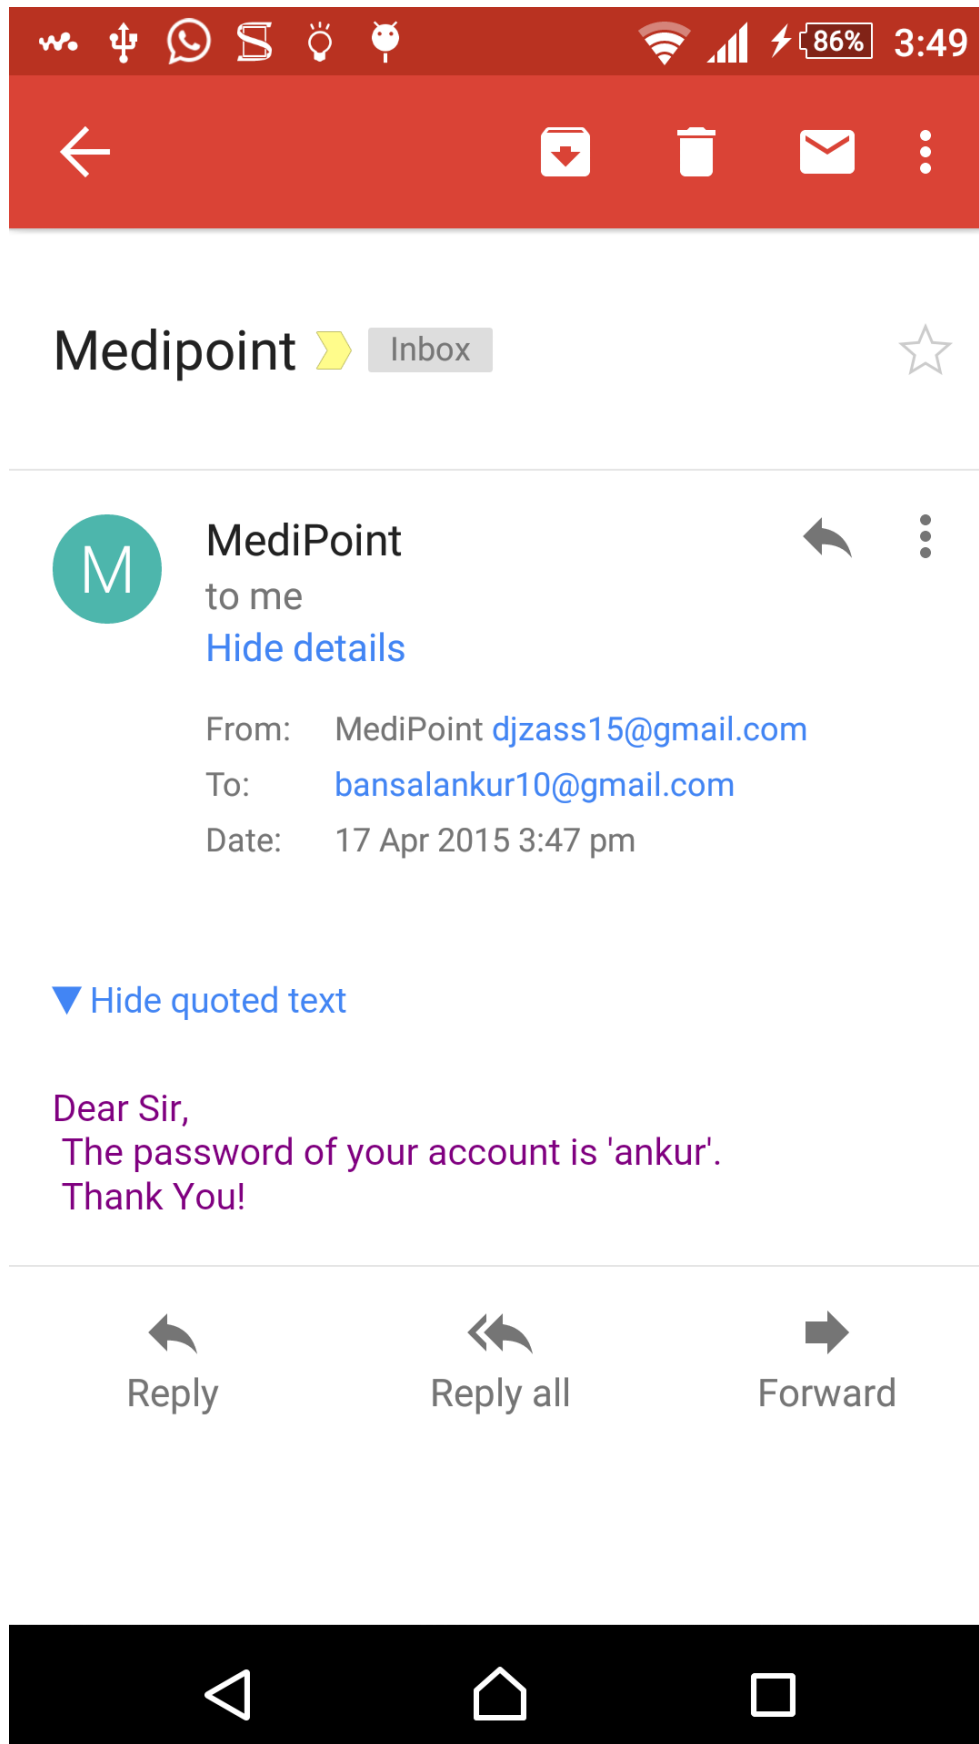 86% 3:49
Medipoint Inbox
M
MediPoint
to me
Hide details
From: MediPoint djzass15@gmail.com
To: bansalankur10@gmail.com
Date: 17 Apr 2015 3:47 pm
Hide quoted text
Dear Sir,
The password of your account is 'ankur'.
Thank You!
Reply Reply all Forward